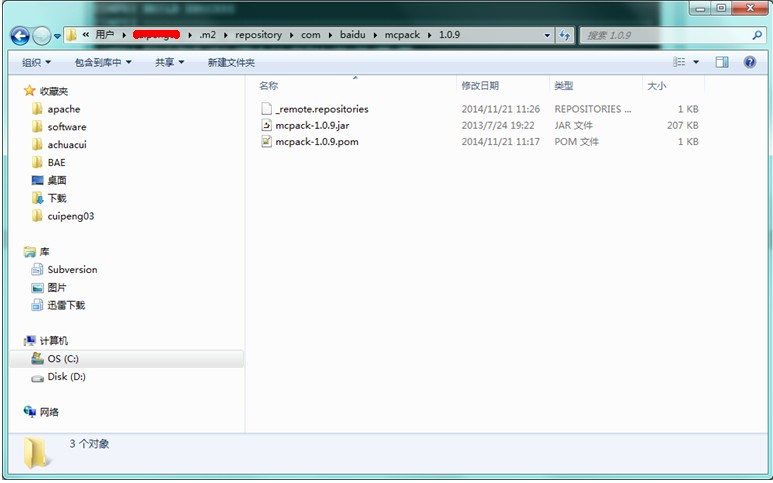 « 用户 ▸ ▸ .m2 ▸ repository ▸ com ▸ baidu ▸ mcpack ▸ 1.0.9
搜索 1.0.9
组织 包含到库中 共享 新建文件夹
名称 修改日期 类型 大小
_remote.repositories 2014/11/21 11:26 REPOSITORIES ... 1 KB
mcpack-1.0.9.jar 2013/7/24 19:22 JAR 文件 207 KB
mcpack-1.0.9.pom 2014/11/21 11:17 POM 文件 1 KB
收藏夹
apache
software
achuacui
BAE
桌面
下载
cuipeng03
库
Subversion
图片
迅雷下载
计算机
OS (C:)
Disk (D:)
网络
3 个对象